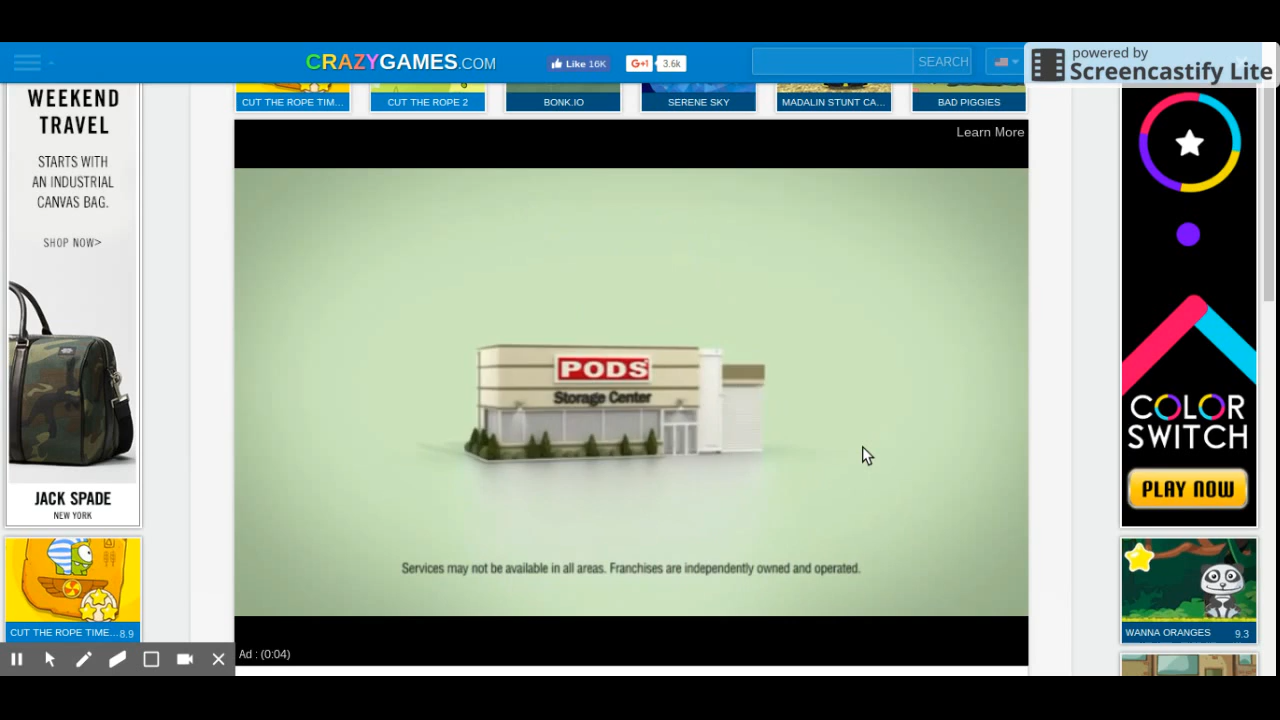 CRAZYGAMES.COM
Like 16K
G+1 3.6k
SEARCH
powered by
Screencastify Lite
CUT THE ROPE TIM...
CUT THE ROPE 2
BONK.IO
SERENE SKY
MADALIN STUNT CA...
BAD PIGGIES
WEEKEND
TRAVEL
STARTS WITH
AN INDUSTRIAL
CANVAS BAG.
SHOP NOW>
JACK SPADE
NEW YORK
CUT THE ROPE TIME... 8.9
Learn More
PODS
Storage Center
Services may not be available in all areas. Franchises are independently owned and operated.
Ad : (0:04)
COLOR
SWITCH
PLAY NOW
WANNA ORANGES 9.3